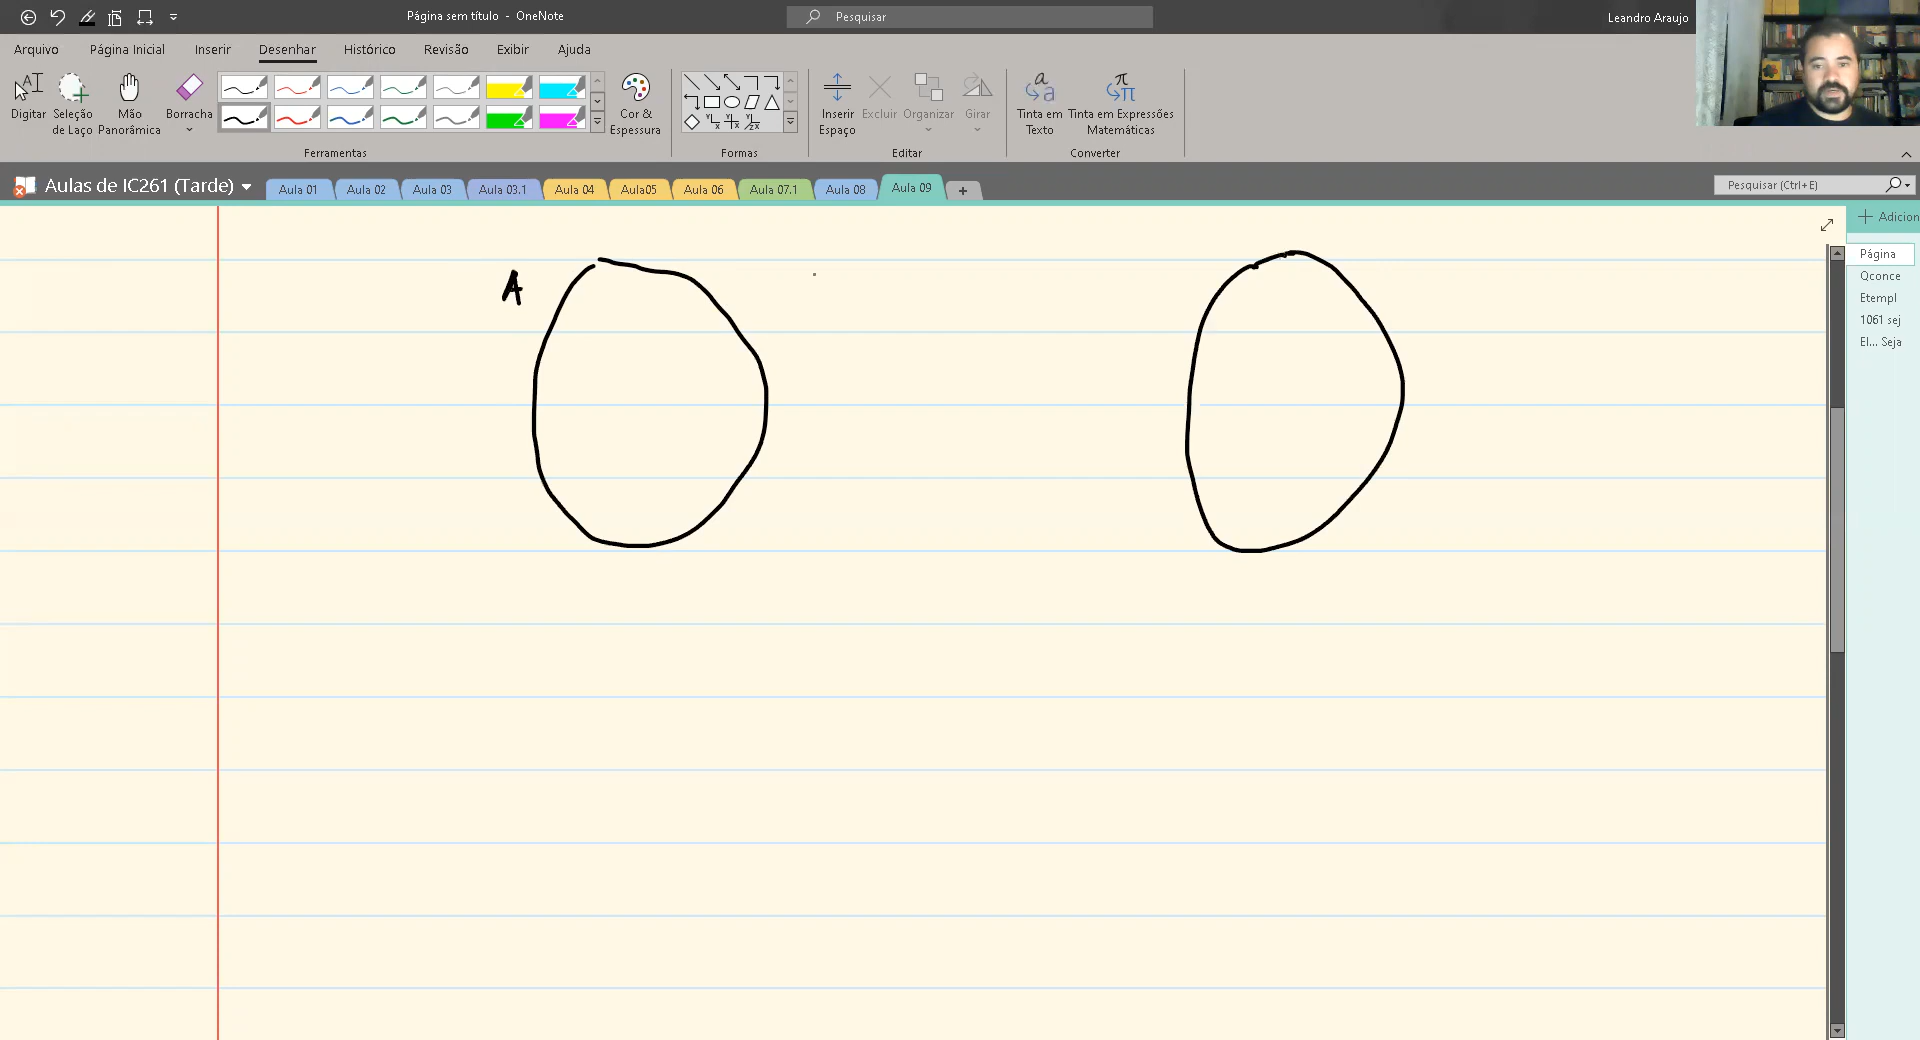 Página sem título - OneNote
Pesquisar
Leandro Araujo
Arquivo Página Inicial Inserir Desenhar Histórico Revisão Exibir Ajuda
Digitar
Seleção de Laço
Mão Panorâmica
Borracha
Cor & Espessura
Inserir Espaço
Excluir
Organizar
Girar
Tinta em Texto
Tinta em Expressões Matemáticas
Ferramentas
Formas
Editar
Converter
Aulas de IC261 (Tarde)
Aula 01
Aula 02
Aula 03
Aula 03.1
Aula 04
Aula05
Aula 06
Aula 07.1
Aula 08
Aula 09
Pesquisar (Ctrl+E)
Adicion
Página
Qconce
Etempl
1061 sej
El... Seja
A